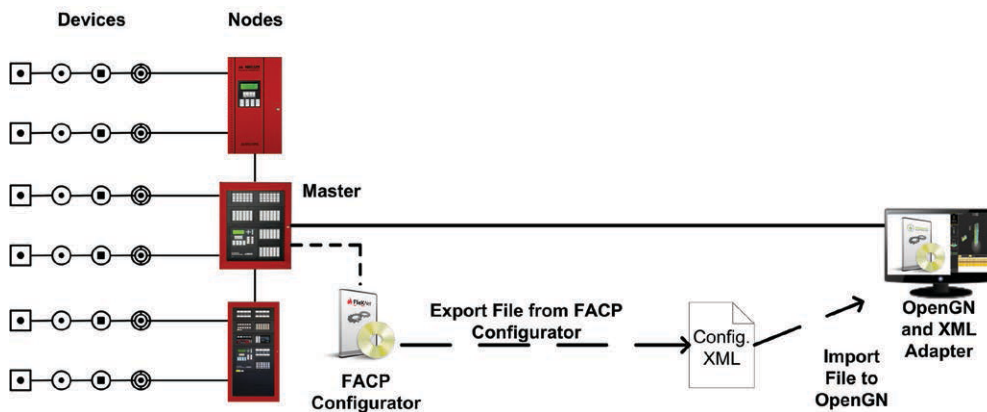 Devices
Nodes
Master
Export File from FACP
Configurator
Config.
XML
FACP
Configurator
Import
File to
OpenGN
OpenGN
and XML
Adapter